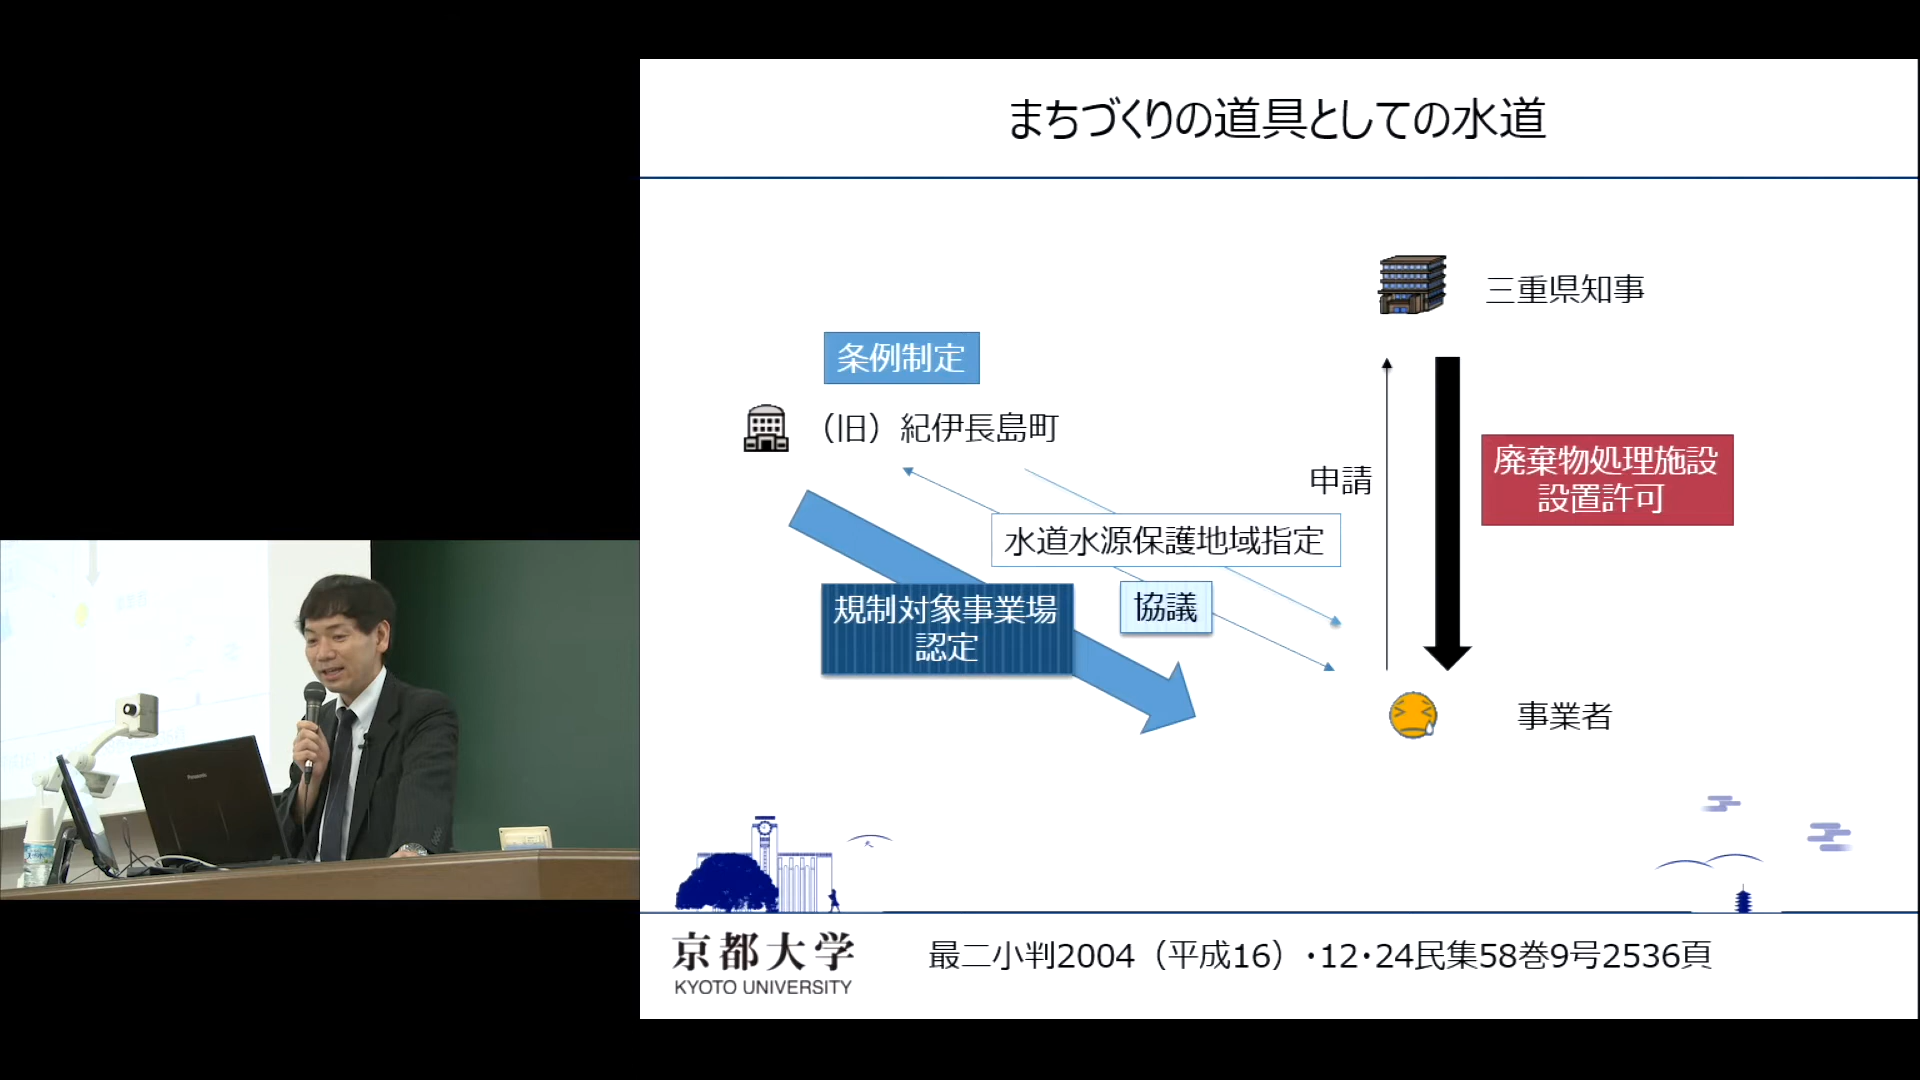 まちづくりの道具としての水道
三重県知事
条例制定
（旧）紀伊長島町
申請
廃棄物処理施設
設置許可
水道水源保護地域指定
協議
規制対象事業場
認定
事業者
Panasonic
京都大学
KYOTO UNIVERSITY
最二小判2004（平成16）・12・24民集58巻9号2536頁